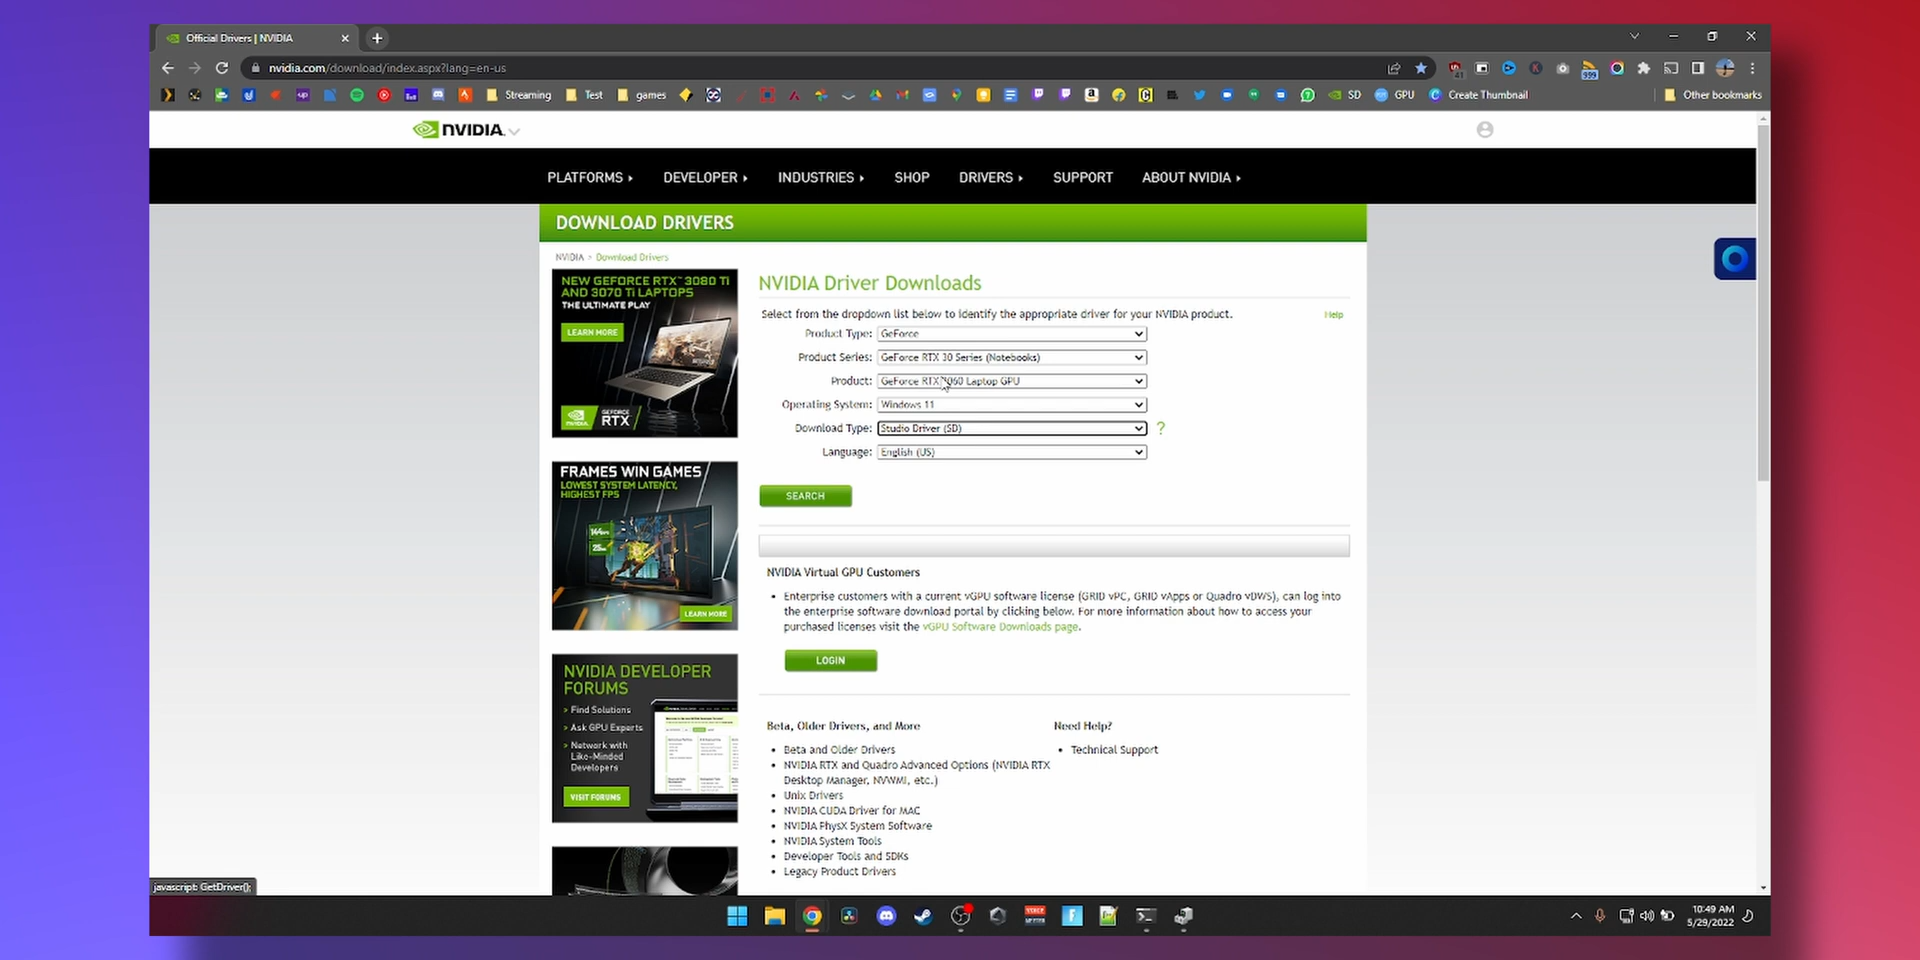 Official Drivers | NVIDIA
nvidia.com/download/index.aspx?lang=en-us
Streaming
Test
games
SD
GPU
Create Thumbnail
Other bookmarks
NVIDIA.
PLATFORMS
DEVELOPER
INDUSTRIES
SHOP
DRIVERS
SUPPORT
ABOUT NVIDIA
DOWNLOAD DRIVERS
NVIDIA > Download Drivers
NEW GEFORCE RTX™ 3080 Ti
AND 3070 Ti LAPTOPS
THE ULTIMATE PLAY
LEARN MORE
GEFORCE
RTX
NVIDIA Driver Downloads
Select from the dropdown list below to identify the appropriate driver for your NVIDIA product.
Help
Product Type: GeForce
Product Series: GeForce RTX 30 Series (Notebooks)
Product: GeForce RTX 3060 Laptop GPU
Operating System: Windows 11
Download Type: Studio Driver (SD) ?
Language: English (US)
SEARCH
FRAMES WIN GAMES
LOWEST SYSTEM LATENCY,
HIGHEST FPS
LEARN MORE
NVIDIA Virtual GPU Customers
• Enterprise customers with a current vGPU software license (GRID vPC, GRID vApps or Quadro vDWS), can log into
the enterprise software download portal by clicking below. For more information about how to access your
purchased licenses visit the vGPU Software Downloads page.
LOGIN
NVIDIA DEVELOPER
FORUMS
> Find Solutions
> Ask GPU Experts
> Network with
Like-Minded
Developers
VISIT FORUMS
Beta, Older Drivers, and More
• Beta and Older Drivers
• NVIDIA RTX and Quadro Advanced Options (NVIDIA RTX
Desktop Manager, NVWMI, etc.)
• Unix Drivers
• NVIDIA CUDA Driver for MAC
• NVIDIA PhysX System Software
• NVIDIA System Tools
• Developer Tools and SDKs
• Legacy Product Drivers
Need Help?
• Technical Support
javascript: GetDriver();
10:49 AM
5/29/2022